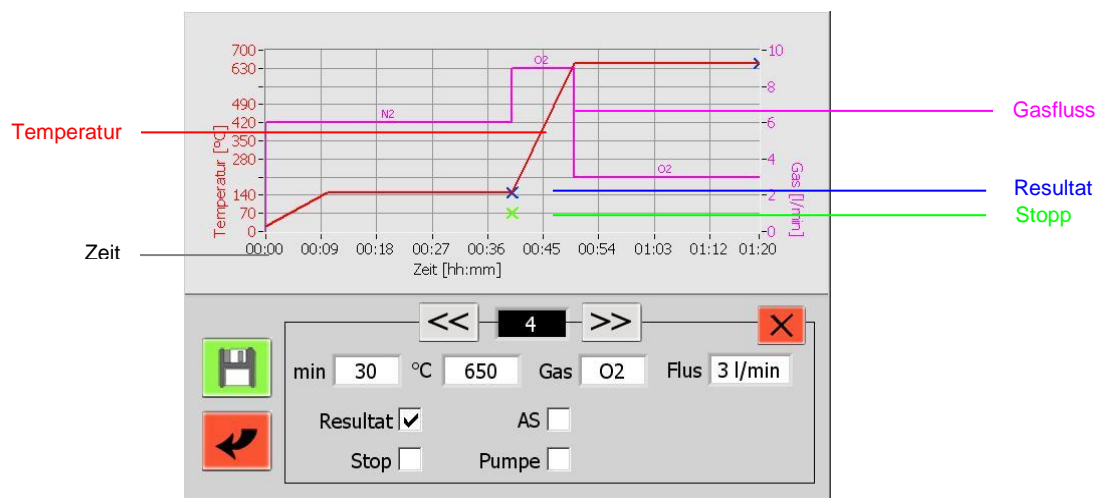 700
630
490
420
350
280
140
70
0
Temperatur [ºC]
10
8
6
4
2
0
Gas [l/min]
N2
O2
O2
Temperatur
Gasfluss
Resultat
Stopp
Zeit
00:00 00:09 00:18 00:27 00:36 00:45 00:54 01:03 01:12 01:20
Zeit [hh:mm]
<< 4 >> X
min 30 °C 650 Gas O2 Flus 3 l/min
Resultat AS
Stop Pumpe